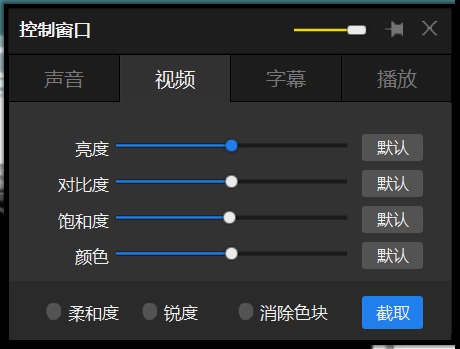 控制窗口
声音 视频 字幕 播放
亮度 默认
对比度 默认
饱和度 默认
颜色 默认
柔和度 锐度 消除色块 截取